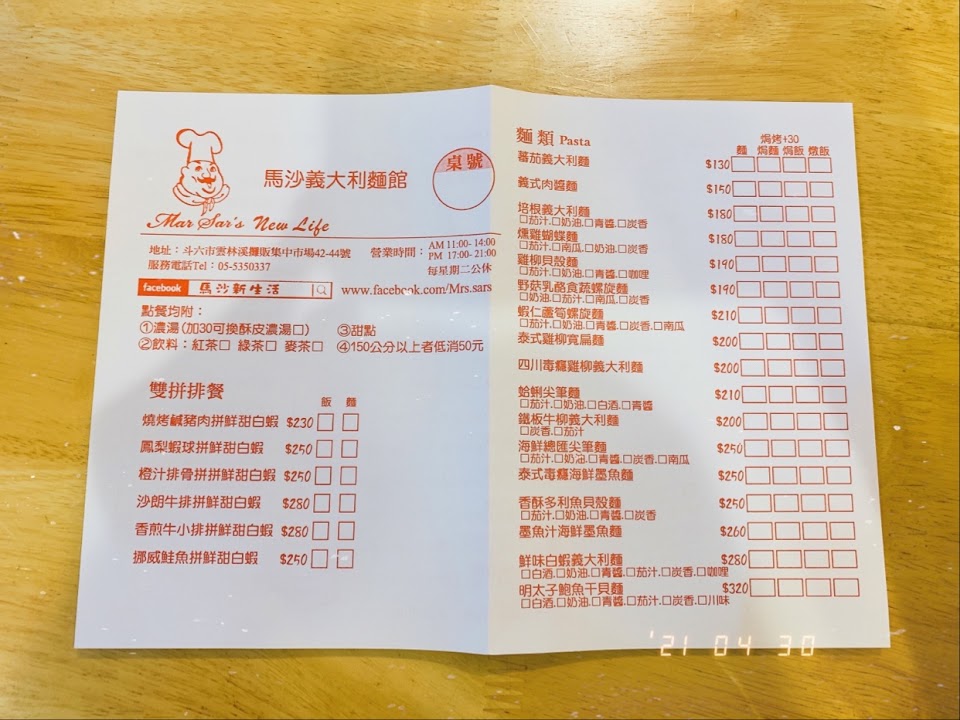 馬沙義大利麵館
桌號
Mar Sar's New Life
地址：斗六市雲林溪攤販集中市場42-44號
服務電話Tel：05-5350337
營業時間：AM 11:00- 14:00
PM 17:00- 21:00
每星期二公休
facebook 馬沙新生活
www.facebook.com/Mrs.sars
點餐均附：
①濃湯(加30可換酥皮濃湯□) ③甜點
②飲料：紅茶□ 綠茶□ 麥茶□ ④150公分以上者低消50元
雙拼排餐
飯 麵
燒烤鹹豬肉拼鮮甜白蝦 $230
鳳梨蝦球拼鮮甜白蝦 $250
橙汁排骨拼拼鮮甜白蝦 $250
沙朗牛排拼鮮甜白蝦 $280
香煎牛小排拼鮮甜白蝦 $280
挪威鮭魚拼鮮甜白蝦 $250
麵類 Pasta
焗烤+30
麵 焗麵 焗飯 燉飯
蕃茄義大利麵 $130
義式肉醬麵 $150
培根義大利麵 $180
□茄汁.□奶油.□青醬.□炭香
燻雞蝴蝶麵 $180
□茄汁.□南瓜.□奶油.□炭香
雞柳貝殼麵 $190
□茄汁.□奶油.□青醬.□咖哩
野菇乳酪食蔬螺旋麵 $190
□奶油.□茄汁.□南瓜.□炭香
蝦仁蘆筍螺旋麵 $210
□茄汁.□奶油.□青醬.□炭香.□南瓜
泰式雞柳寬扁麵 $200
四川毒癮雞柳義大利麵 $200
蛤蜊尖筆麵 $210
□茄汁.□奶油.□白酒.□青醬
鐵板牛柳義大利麵 $200
□炭香.□茄汁
海鮮總匯尖筆麵 $250
□茄汁.□奶油.□青醬.□炭香.□南瓜
泰式毒癮海鮮墨魚麵 $250
香酥多利魚貝殼麵 $250
□茄汁.□奶油.□青醬.□炭香
墨魚汁海鮮墨魚麵 $260
鮮味白蝦義大利麵 $280
□白酒.□奶油.□青醬.□茄汁.□炭香.□咖哩
明太子鮑魚干貝麵 $320
□白酒.□奶油.□青醬.□茄汁.□炭香.□川味
'21 04 30